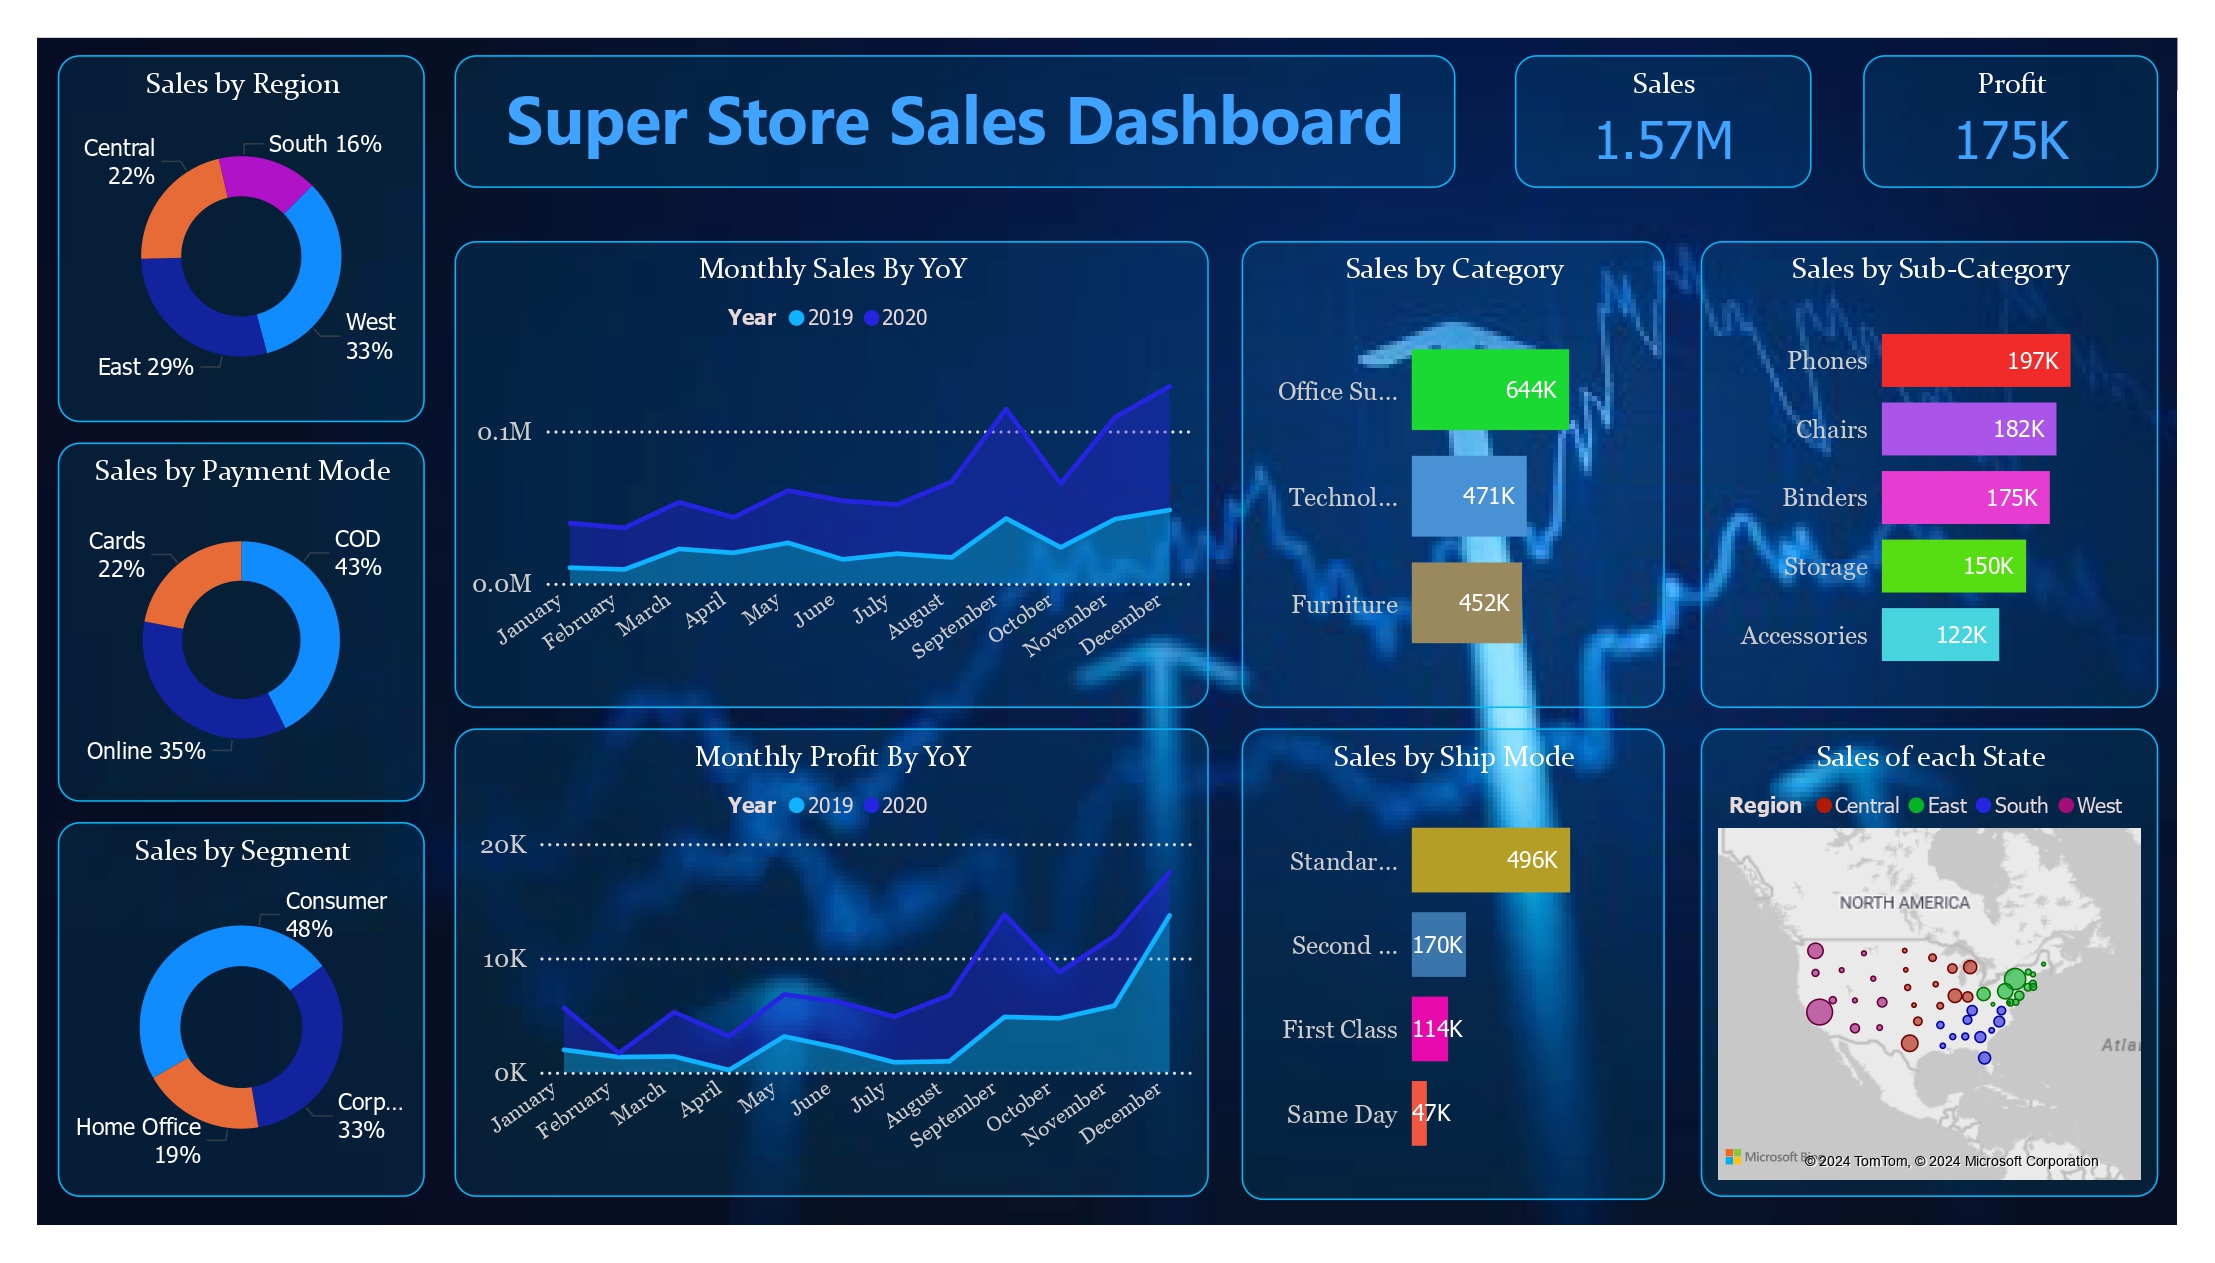 Sales by Region
Central
22%
South 16%
West
33%
East 29%
Super Store Sales Dashboard
Sales
1.57M
Profit
175K
Sales by Payment Mode
Cards
22%
COD
43%
Online 35%
Sales by Segment
Consumer
48%
Corp...
33%
Home Office
19%
Monthly Sales By YoY
Year 2019 2020
0.1M
0.0M
January
February
March
April
May
June
July
August
September
October
November
December
Monthly Profit By YoY
Year 2019 2020
20K
10K
0K
January
February
March
April
May
June
July
August
September
October
November
December
Sales by Category
Office Su... 644K
Technol... 471K
Furniture 452K
Sales by Ship Mode
Standar... 496K
Second ... 170K
First Class 114K
Same Day 47K
Sales by Sub-Category
Phones 197K
Chairs 182K
Binders 175K
Storage 150K
Accessories 122K
Sales of each State
Region Central East South West
NORTH AMERICA
Atla
Microsoft Bing
© 2024 TomTom, © 2024 Microsoft Corporation